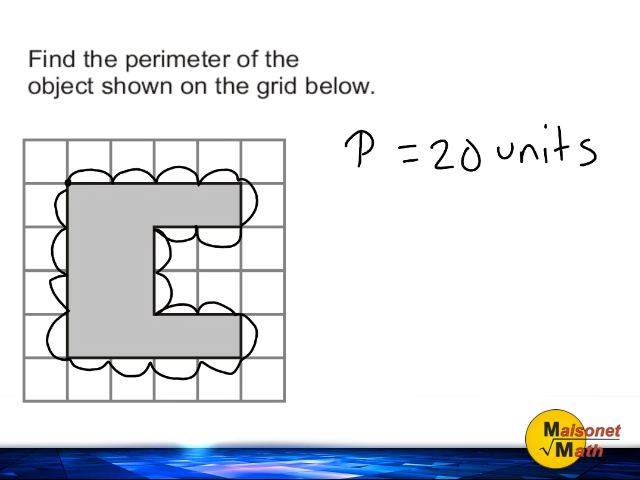 Find the perimeter of the
object shown on the grid below.
P = 20 units
Maisonet
√Math